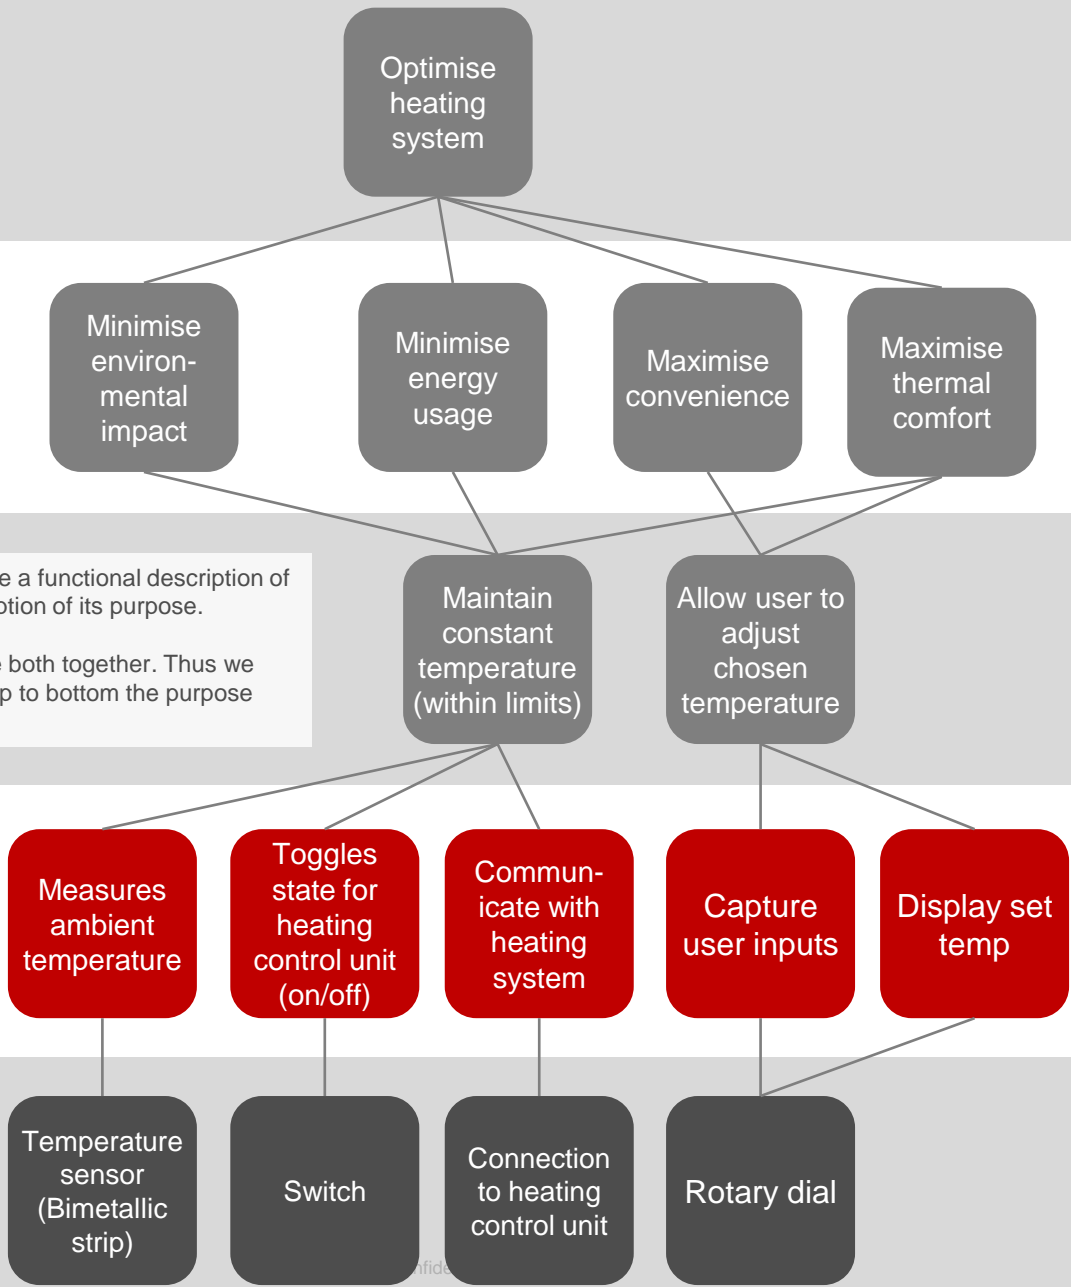 Optimise
heating
system
Minimise
environ-
mental
impact
Minimise
energy
usage
Maximise
convenience
Maximise
thermal
comfort
e a functional description of
otion of its purpose.
e both together. Thus we
p to bottom the purpose
Maintain
constant
temperature
(within limits)
Allow user to
adjust
chosen
temperature
Measures
ambient
temperature
Toggles
state for
heating
control unit
(on/off)
Commun-
icate with
heating
system
Capture
user inputs
Display set
temp
Temperature
sensor
(Bimetallic
strip)
Switch
Connection
to heating
control unit
Rotary dial
nfide